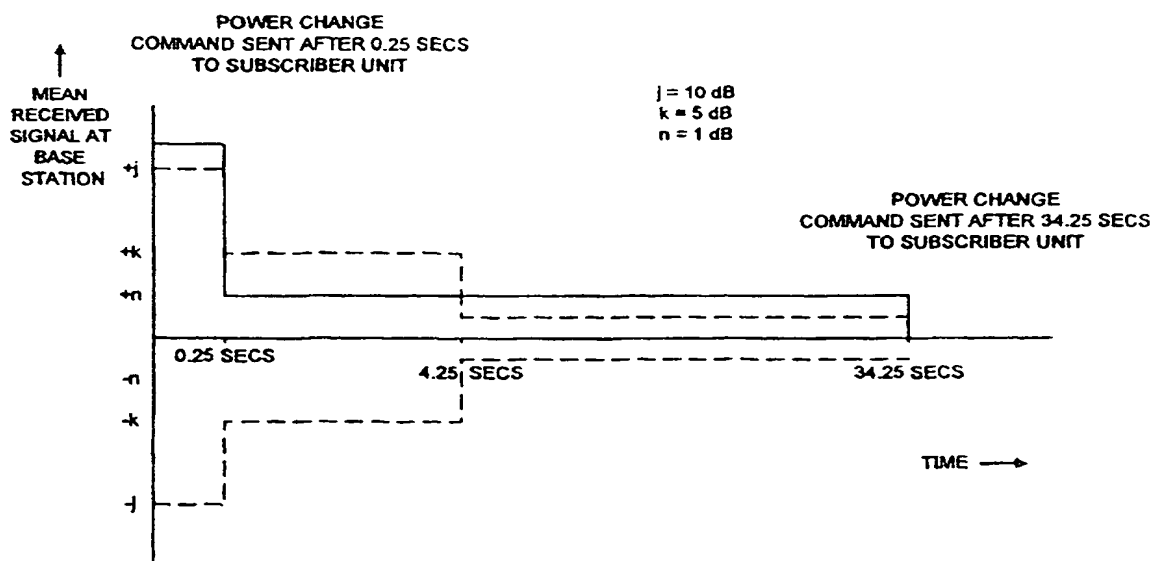 POWER CHANGE
COMMAND SENT AFTER 0.25 SECS
TO SUBSCRIBER UNIT
MEAN
RECEIVED
SIGNAL AT
BASE
STATION
j = 10 dB
k = 5 dB
n = 1 dB
+j
POWER CHANGE
COMMAND SENT AFTER 34.25 SECS
TO SUBSCRIBER UNIT
+k
+n
0.25 SECS
4.25 SECS
34.25 SECS
-n
-k
TIME
-j